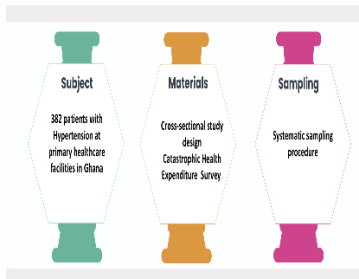 Subject
382 patients with
Hypertension at
primary healthcare
facilities in Ghana
Materials
Cross-sectional study
design
Catastrophic Health
Expenditure Survey
Sampling
Systematic sampling
procedure